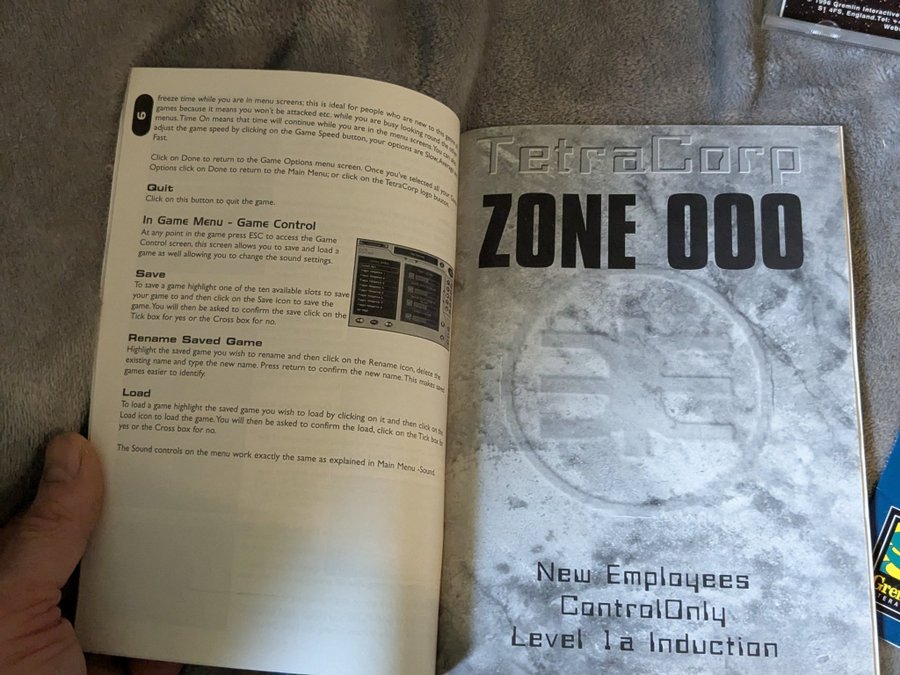 1996 Gremlin Interactive
S1 4FS, England. Tel:
Web
6
freeze time while you are in menu screens; this is ideal for people who are new to this
games because it means you won't be attacked etc. while you are busy looking round the
menus. Time On means that time will continue while you are in the menu screens. You can
adjust the game speed by clicking on the Game Speed button, your options are Slow, Average
Fast.
Click on Done to return to the Game Options menu screen. Once you've selected all your
Options click on Done to return to the Main Menu, or click on the TetraCorp logo button.
Quit
Click on this button to quit the game.
In Game Menu - Game Control
At any point in the game press ESC to access the Game
Control screen, this screen allows you to save and load a
game as well allowing you to change the sound settings.
Save
To save a game highlight one of the ten available slots to save
your game to and then click on the Save icon to save the
game. You will then be asked to confirm the save click on the
Tick box for yes or the Cross box for no.
Rename Saved Game
Highlight the saved game you wish to rename and then click on the Rename icon, delete the
existing name and type the new name. Press return to confirm the new name. This makes saved
games easier to identify.
Load
To load a game highlight the saved game you wish to load by clicking on it and then click on the
Load icon to load the game. You will then be asked to confirm the load, click on the Tick box for
yes or the Cross box for no.
The Sound controls on the menu work exactly the same as explained in Main Menu -Sound.
TetraCorp
ZONE 000
New Employees
ControlOnly
Level 1a Induction
Gre